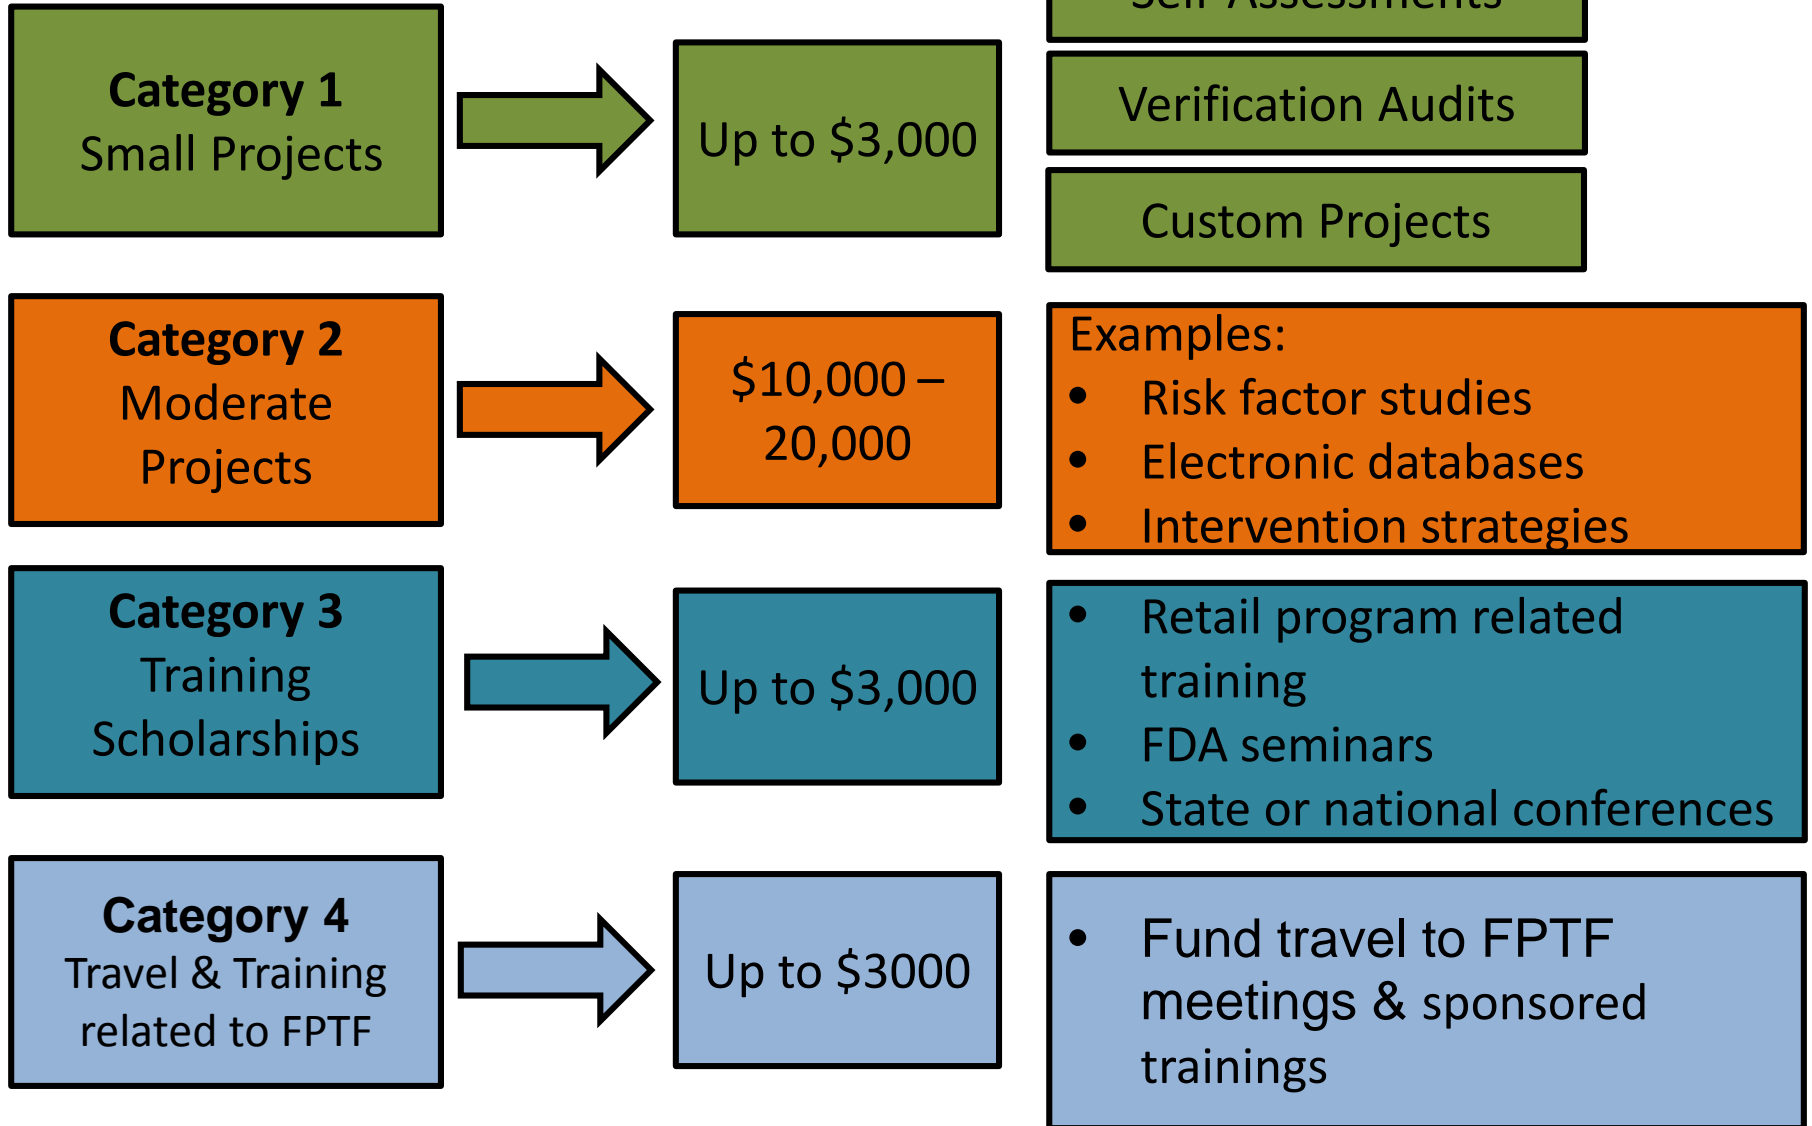 Self Assessments
Category 1
Small Projects
Up to $3,000
Verification Audits
Custom Projects
Category 2
Moderate
Projects
$10,000 –
20,000
Examples:
• Risk factor studies
• Electronic databases
• Intervention strategies
Category 3
Training
Scholarships
Up to $3,000
• Retail program related
training
• FDA seminars
• State or national conferences
Category 4
Travel & Training
related to FPTF
Up to $3000
• Fund travel to FPTF
meetings & sponsored
trainings